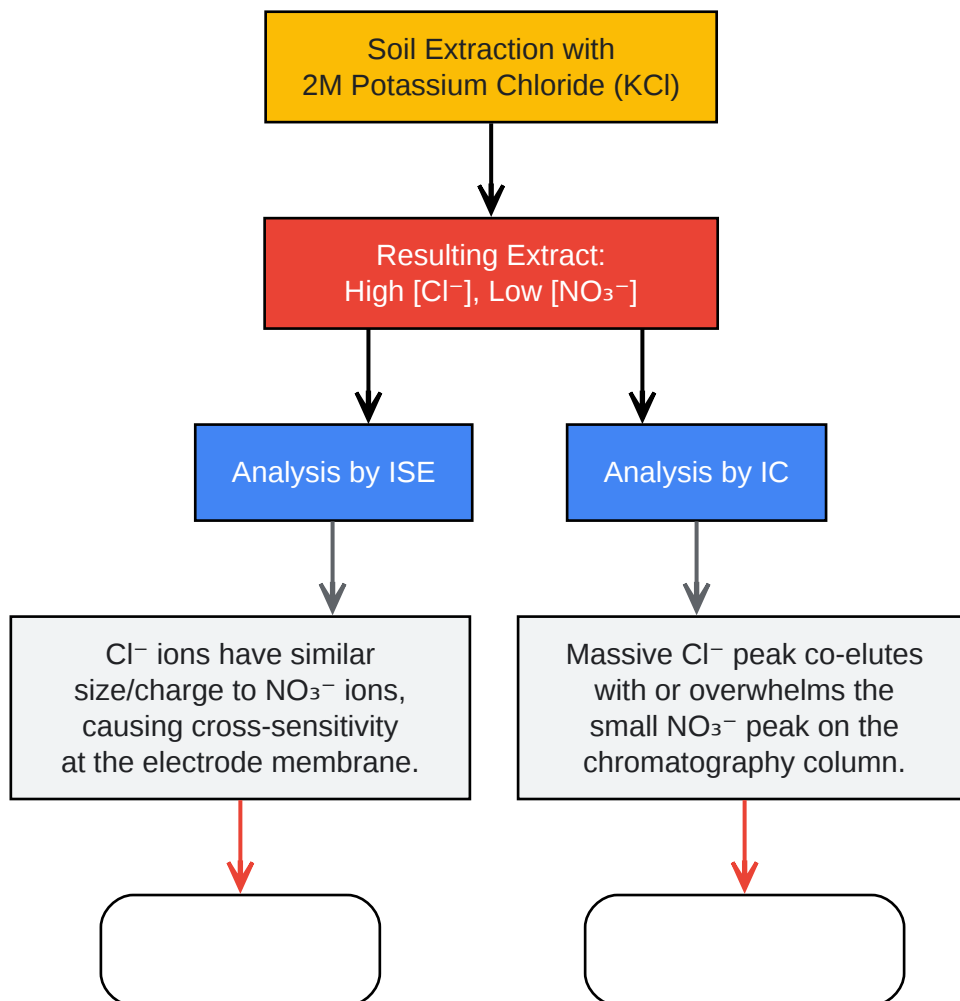 Soil Extraction with
2M Potassium Chloride (KCl)
Resulting Extract:
High [Cl⁻], Low [NO₃⁻]
Analysis by ISE
Analysis by IC
Cl⁻ ions have similar
size/charge to NO₃⁻ ions,
causing cross-sensitivity
at the electrode membrane.
Massive Cl⁻ peak co-elutes
with or overwhelms the
small NO₃⁻ peak on the
chromatography column.